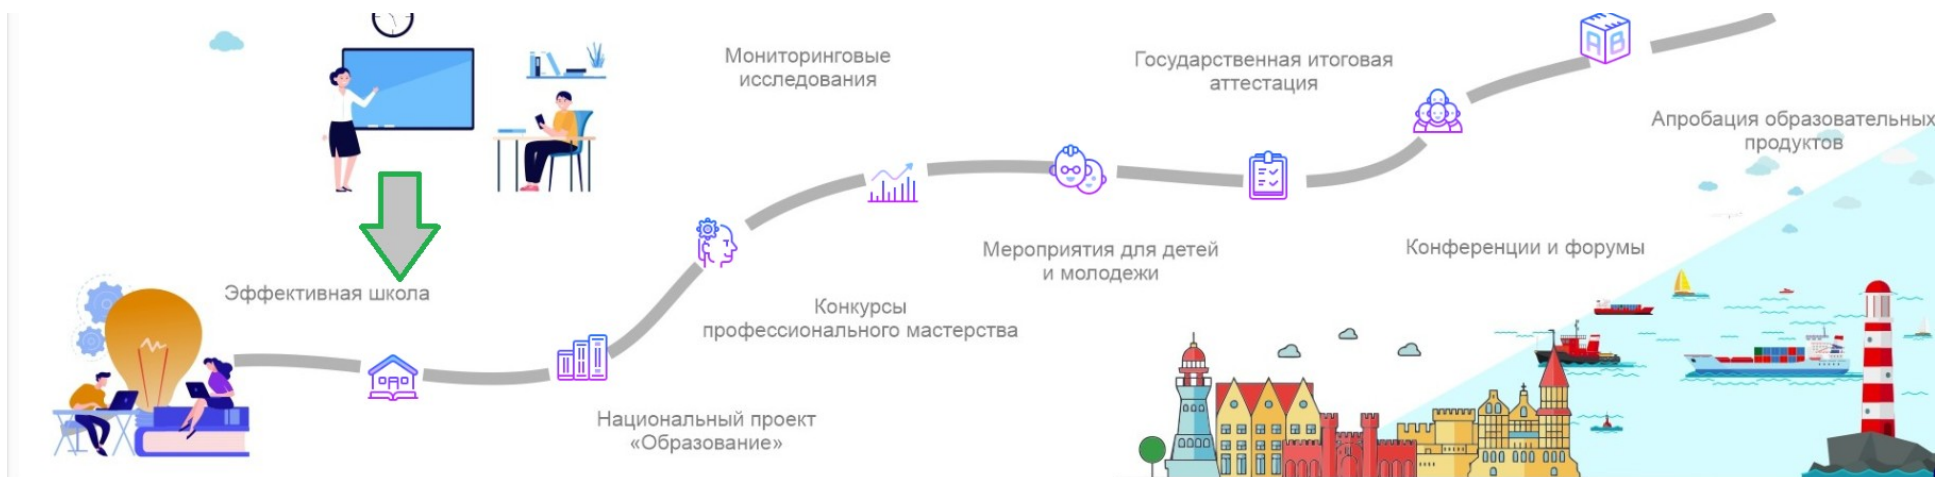 Мониторинговые
исследования
Государственная итоговая
аттестация
Апробация образовательных
продуктов
Эффективная школа
Мероприятия для детей
и молодежи
Конференции и форумы
Конкурсы
профессионального мастерства
Национальный проект
«Образование»
A B